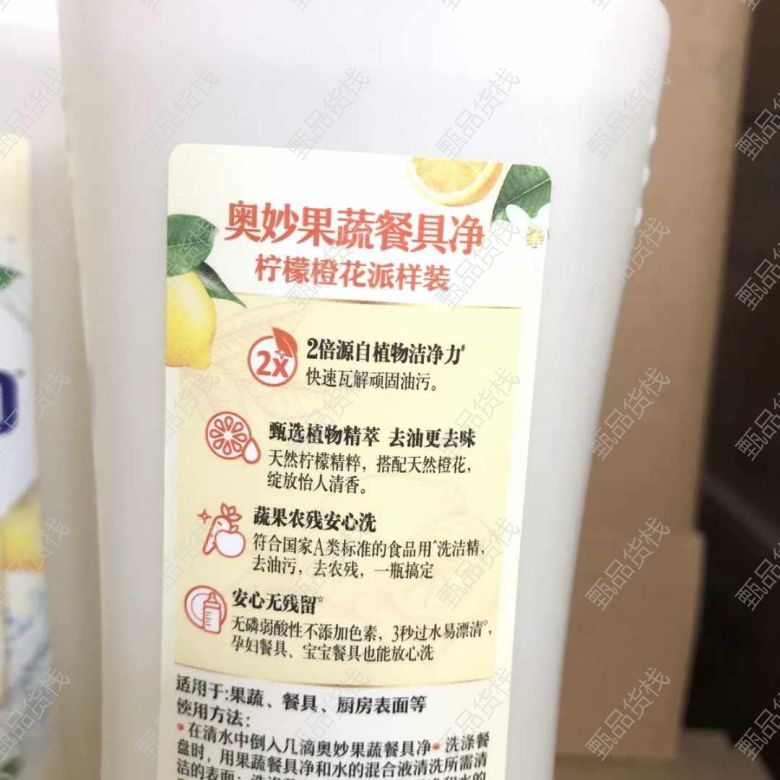 奥妙果蔬餐具净
柠檬橙花派样装
2X
2倍源自植物洁净力#
快速瓦解顽固油污。
甄选植物精萃 去油更去味
天然柠檬精粹，搭配天然橙花，
绽放怡人清香。
蔬果农残安心洗
符合国家A类标准的食品用^洗洁精，
去油污，去农残，一瓶搞定
安心无残留☆
无磷弱酸性不添加色素，3秒过水易漂清◎，
孕妇餐具、宝宝餐具也能放心洗
适用于:果蔬、餐具、厨房表面等
使用方法：
•在清水中倒入几滴奥妙果蔬餐具净•洗涤餐
盘时，用果蔬餐具净和水的混合液清洗所需清
洁的表面；
甄品货栈